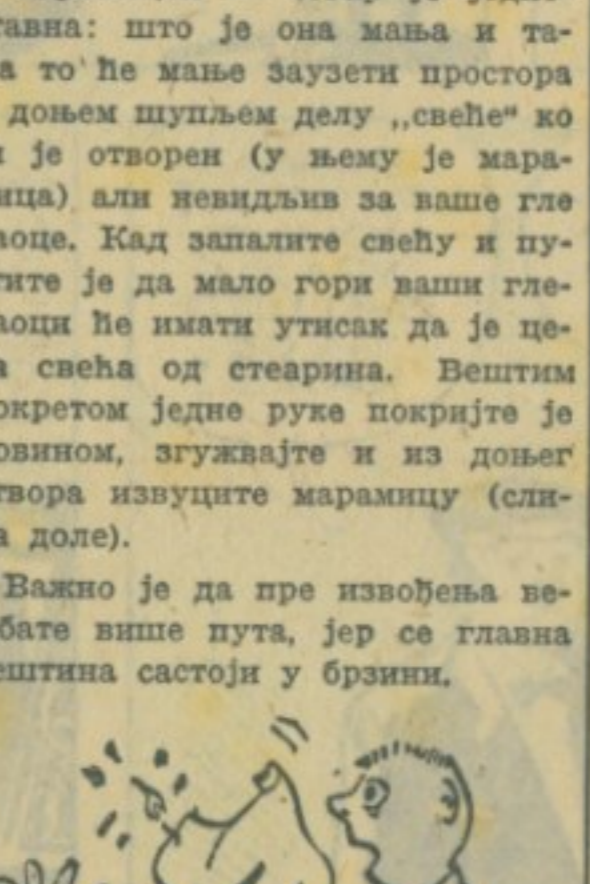 тавна: што је она мања и та-
а то ће мање заузети простора
доњем шупљем делу „свеће“ ко
и је отворен (у њему је мара-
ица) али невидљив за ваше гле
аоце. Кад запалите свећу и пу-
тите је да мало гори ваши гле-
аоци ће имати утисак да је це-
а свећа од стеарина. Вештим
окретом једне руке покријте је
овином, згужвајте и из доњег
твора извуците марамицу (сли-
а доле).
Важно је да пре извођења ве-
бате више пута, јер се главна
ештина састоји у брзини.